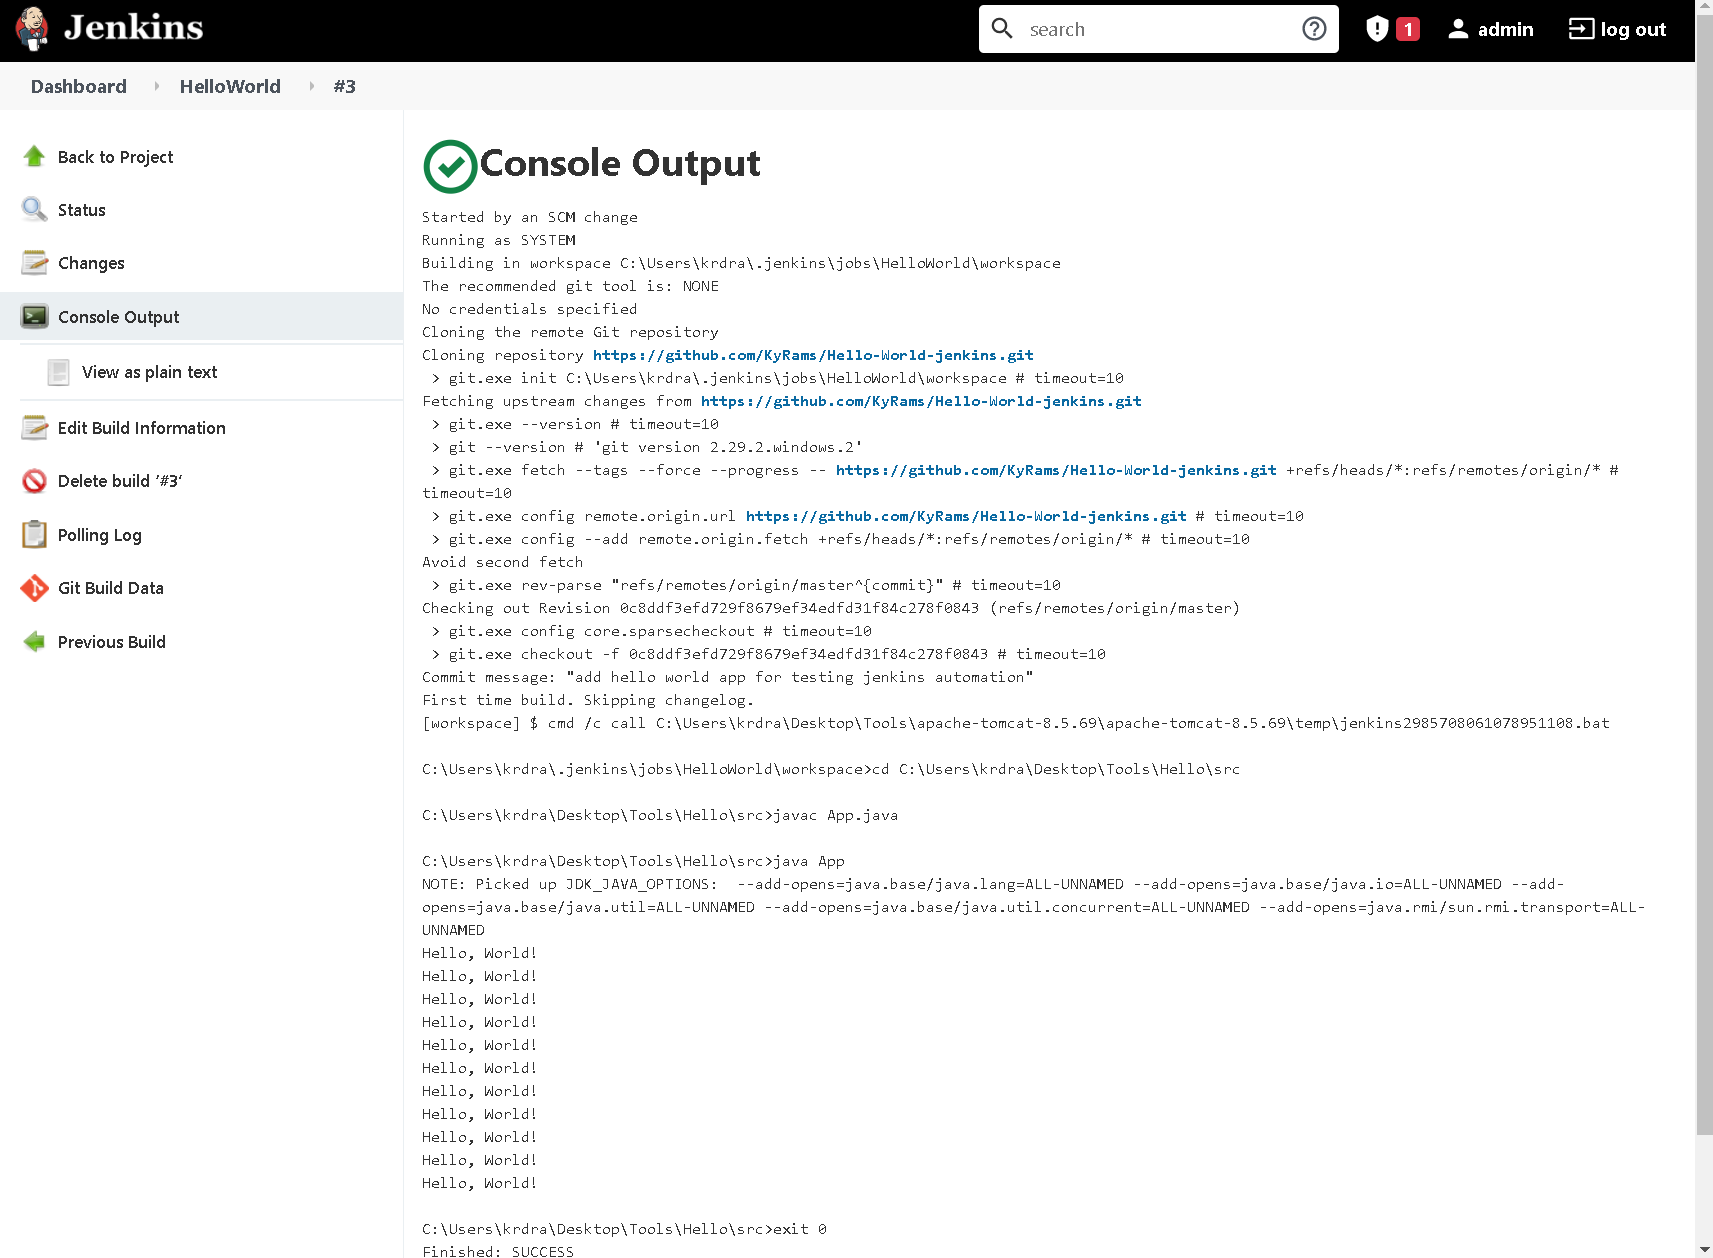 Jenkins
search
1
admin
log out
Dashboard
HelloWorld
#3
Back to Project
Status
Changes
Console Output
View as plain text
Edit Build Information
Delete build '#3'
Polling Log
Git Build Data
Previous Build
Console Output
Started by an SCM change
Running as SYSTEM
Building in workspace C:\Users\krdra\.jenkins\jobs\HelloWorld\workspace
The recommended git tool is: NONE
No credentials specified
Cloning the remote Git repository
Cloning repository https://github.com/KyRams/Hello-World-jenkins.git
 > git.exe init C:\Users\krdra\.jenkins\jobs\HelloWorld\workspace # timeout=10
Fetching upstream changes from https://github.com/KyRams/Hello-World-jenkins.git
 > git.exe --version # timeout=10
 > git --version # 'git version 2.29.2.windows.2'
 > git.exe fetch --tags --force --progress -- https://github.com/KyRams/Hello-World-jenkins.git +refs/heads/*:refs/remotes/origin/* #
timeout=10
 > git.exe config remote.origin.url https://github.com/KyRams/Hello-World-jenkins.git # timeout=10
 > git.exe config --add remote.origin.fetch +refs/heads/*:refs/remotes/origin/* # timeout=10
Avoid second fetch
 > git.exe rev-parse "refs/remotes/origin/master^{commit}" # timeout=10
Checking out Revision 0c8ddf3efd729f8679ef34edfd31f84c278f0843 (refs/remotes/origin/master)
 > git.exe config core.sparsecheckout # timeout=10
 > git.exe checkout -f 0c8ddf3efd729f8679ef34edfd31f84c278f0843 # timeout=10
Commit message: "add hello world app for testing jenkins automation"
First time build. Skipping changelog.
[workspace] $ cmd /c call C:\Users\krdra\Desktop\Tools\apache-tomcat-8.5.69\apache-tomcat-8.5.69\temp\jenkins2985708061078951108.bat
C:\Users\krdra\.jenkins\jobs\HelloWorld\workspace>cd C:\Users\krdra\Desktop\Tools\Hello\src
C:\Users\krdra\Desktop\Tools\Hello\src>javac App.java
C:\Users\krdra\Desktop\Tools\Hello\src>java App
NOTE: Picked up JDK_JAVA_OPTIONS:  --add-opens=java.base/java.lang=ALL-UNNAMED --add-opens=java.base/java.io=ALL-UNNAMED --add-
opens=java.base/java.util=ALL-UNNAMED --add-opens=java.base/java.util.concurrent=ALL-UNNAMED --add-opens=java.rmi/sun.rmi.transport=ALL-
UNNAMED
Hello, World!
Hello, World!
Hello, World!
Hello, World!
Hello, World!
Hello, World!
Hello, World!
Hello, World!
Hello, World!
Hello, World!
Hello, World!
C:\Users\krdra\Desktop\Tools\Hello\src>exit 0
Finished: SUCCESS